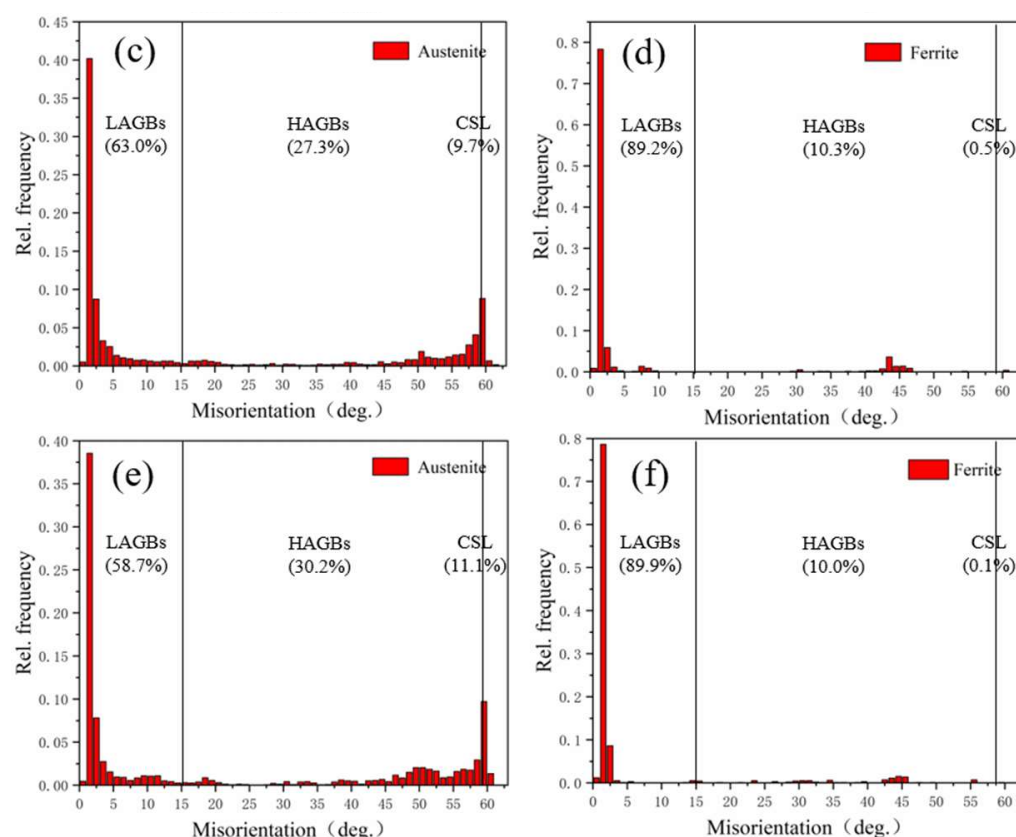 0.45
0.40
0.35
0.30
0.25
0.20
0.15
0.10
0.05
0.00
Rel. frequency
(c)
Austenite
LAGBs
(63.0%)
HAGBs
(27.3%)
CSL
(9.7%)
0 5 10 15 20 25 30 35 40 45 50 55 60
Misorientation（deg.）
0.8
0.7
0.6
0.5
0.4
0.3
0.2
0.1
0.0
Rel. frequency
(d)
Ferrite
LAGBs
(89.2%)
HAGBs
(10.3%)
CSL
(0.5%)
0 5 10 15 20 25 30 35 40 45 50 55 60
Misorientation（deg.）
0.40
0.35
0.30
0.25
0.20
0.15
0.10
0.05
0.00
Rel. frequency
(e)
Austenite
LAGBs
(58.7%)
HAGBs
(30.2%)
CSL
(11.1%)
0 5 10 15 20 25 30 35 40 45 50 55 60
Misorientation（deg.）
0.8
0.7
0.6
0.5
0.4
0.3
0.2
0.1
0.0
Rel. frequency
(f)
Ferrite
LAGBs
(89.9%)
HAGBs
(10.0%)
CSL
(0.1%)
0 5 10 15 20 25 30 35 40 45 50 55 60
Misorientation（deg.）